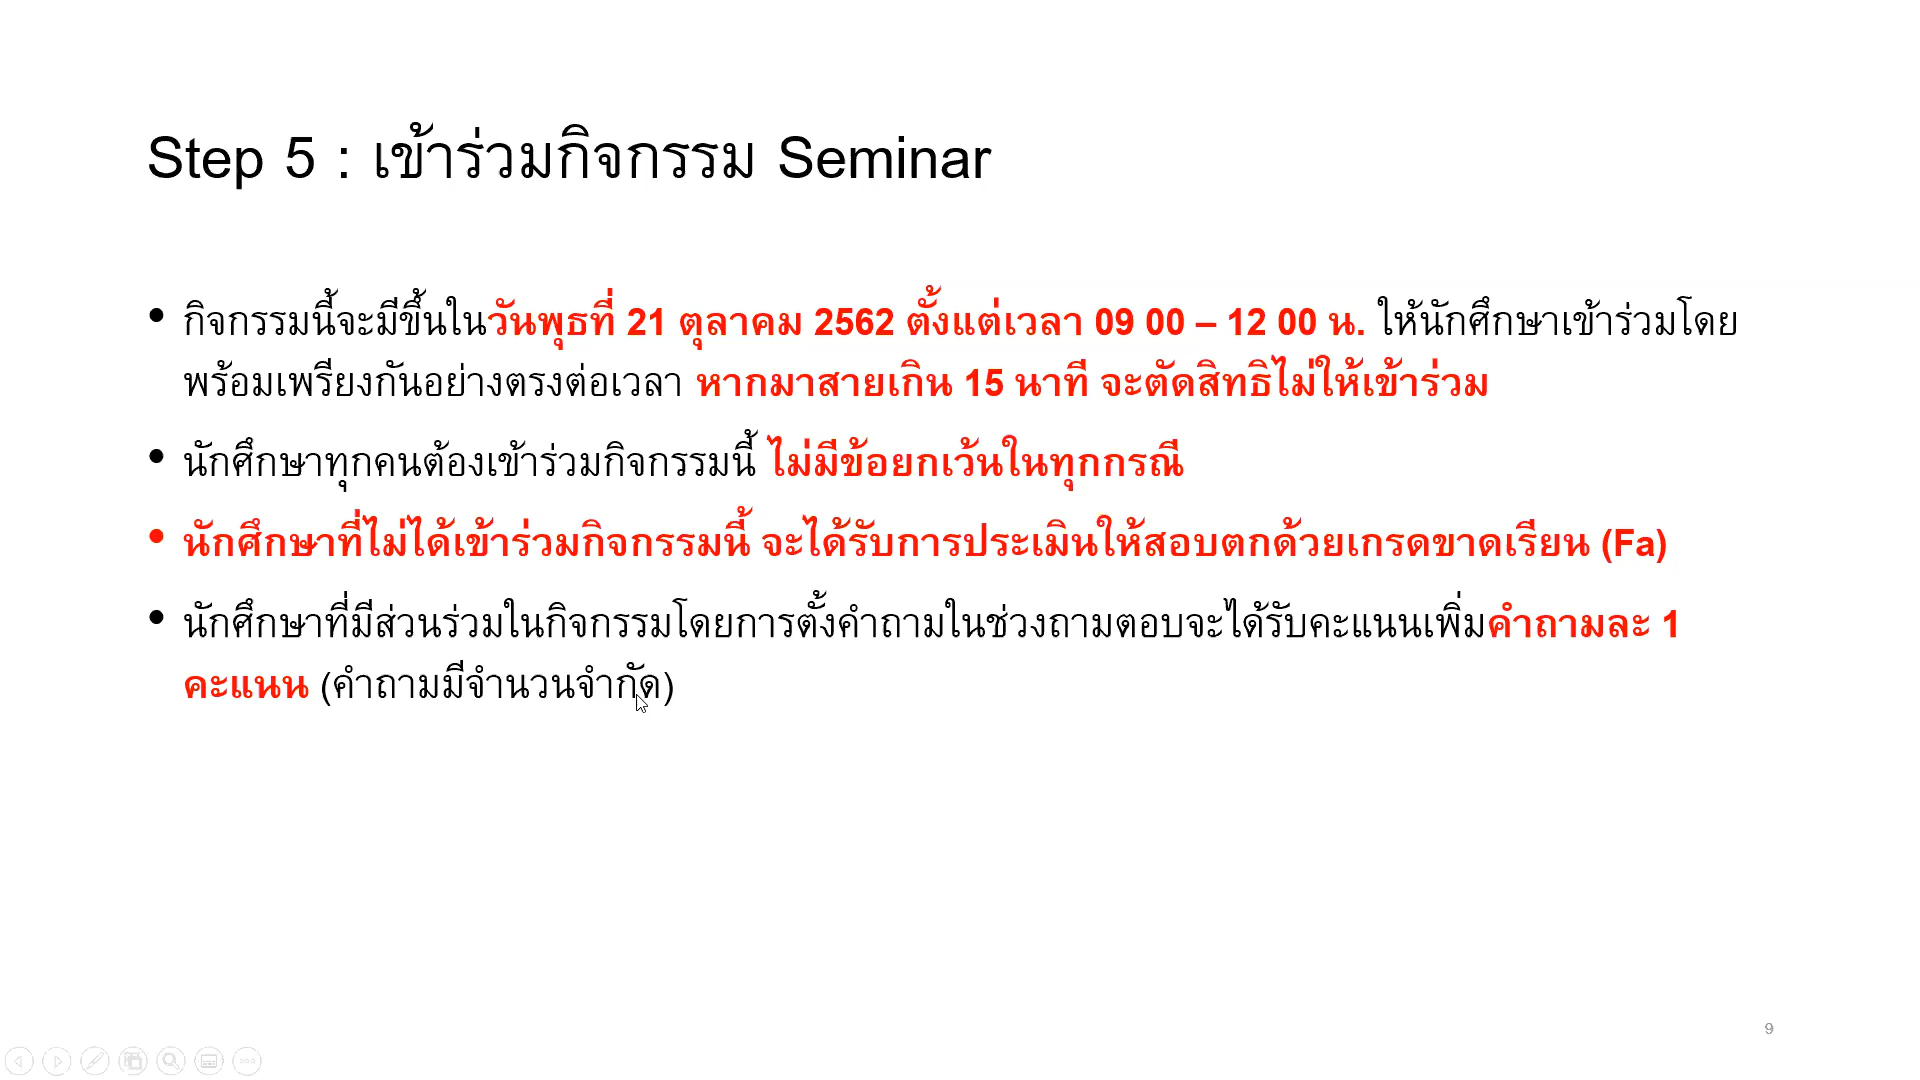 Step 5 : เข้าร่วมกิจกรรม Seminar
• กิจกรรมนี้จะมีขึ้นในวันพุธที่ 21 ตุลาคม 2562 ตั้งแต่เวลา 09 00 – 12 00 น. ให้นักศึกษาเข้าร่วมโดย
พร้อมเพรียงกันอย่างตรงต่อเวลา หากมาสายเกิน 15 นาที จะตัดสิทธิไม่ให้เข้าร่วม
• นักศึกษาทุกคนต้องเข้าร่วมกิจกรรมนี้ ไม่มีข้อยกเว้นในทุกกรณี
• นักศึกษาที่ไม่ได้เข้าร่วมกิจกรรมนี้ จะได้รับการประเมินให้สอบตกด้วยเกรดขาดเรียน (Fa)
• นักศึกษาที่มีส่วนร่วมในกิจกรรมโดยการตั้งคำถามในช่วงถามตอบจะได้รับคะแนนเพิ่มคำถามละ 1
คะแนน (คำถามมีจำนวนจำกัด)
9